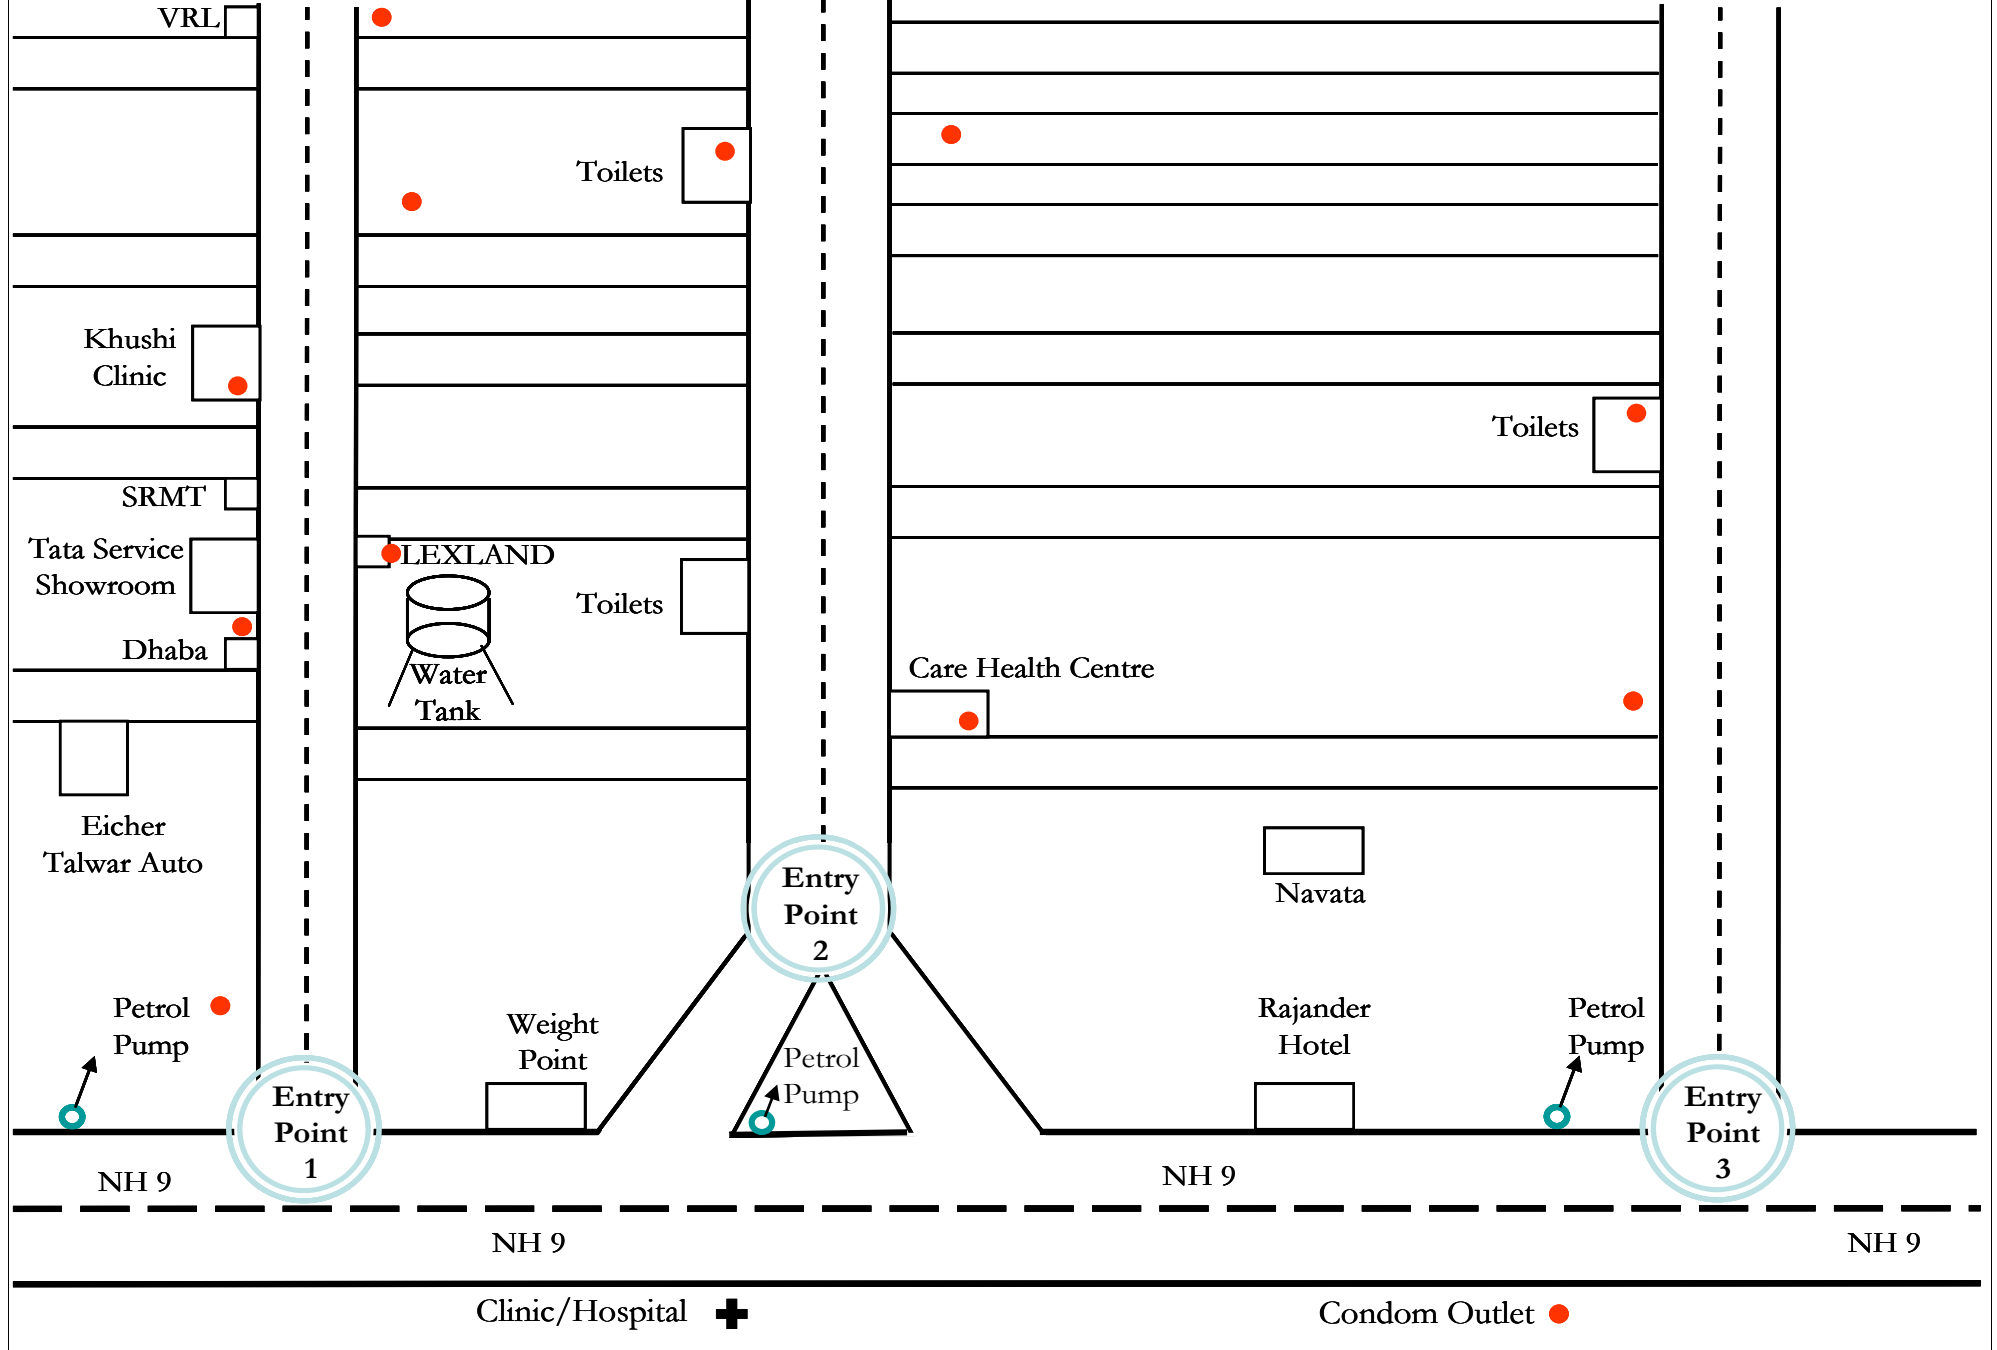 VRL
Toilets
Khushi
Clinic
Toilets
SRMT
Tata Service
Showroom
LEXLAND
Toilets
Dhaba
Water
Tank
Care Health Centre
Eicher
Talwar Auto
Entry
Point
2
Navata
Petrol
Pump
Weight
Point
Petrol
Pump
Rajander
Hotel
Petrol
Pump
Entry
Point
1
Entry
Point
3
NH 9
NH 9
NH 9
NH 9
Clinic/Hospital
Condom Outlet